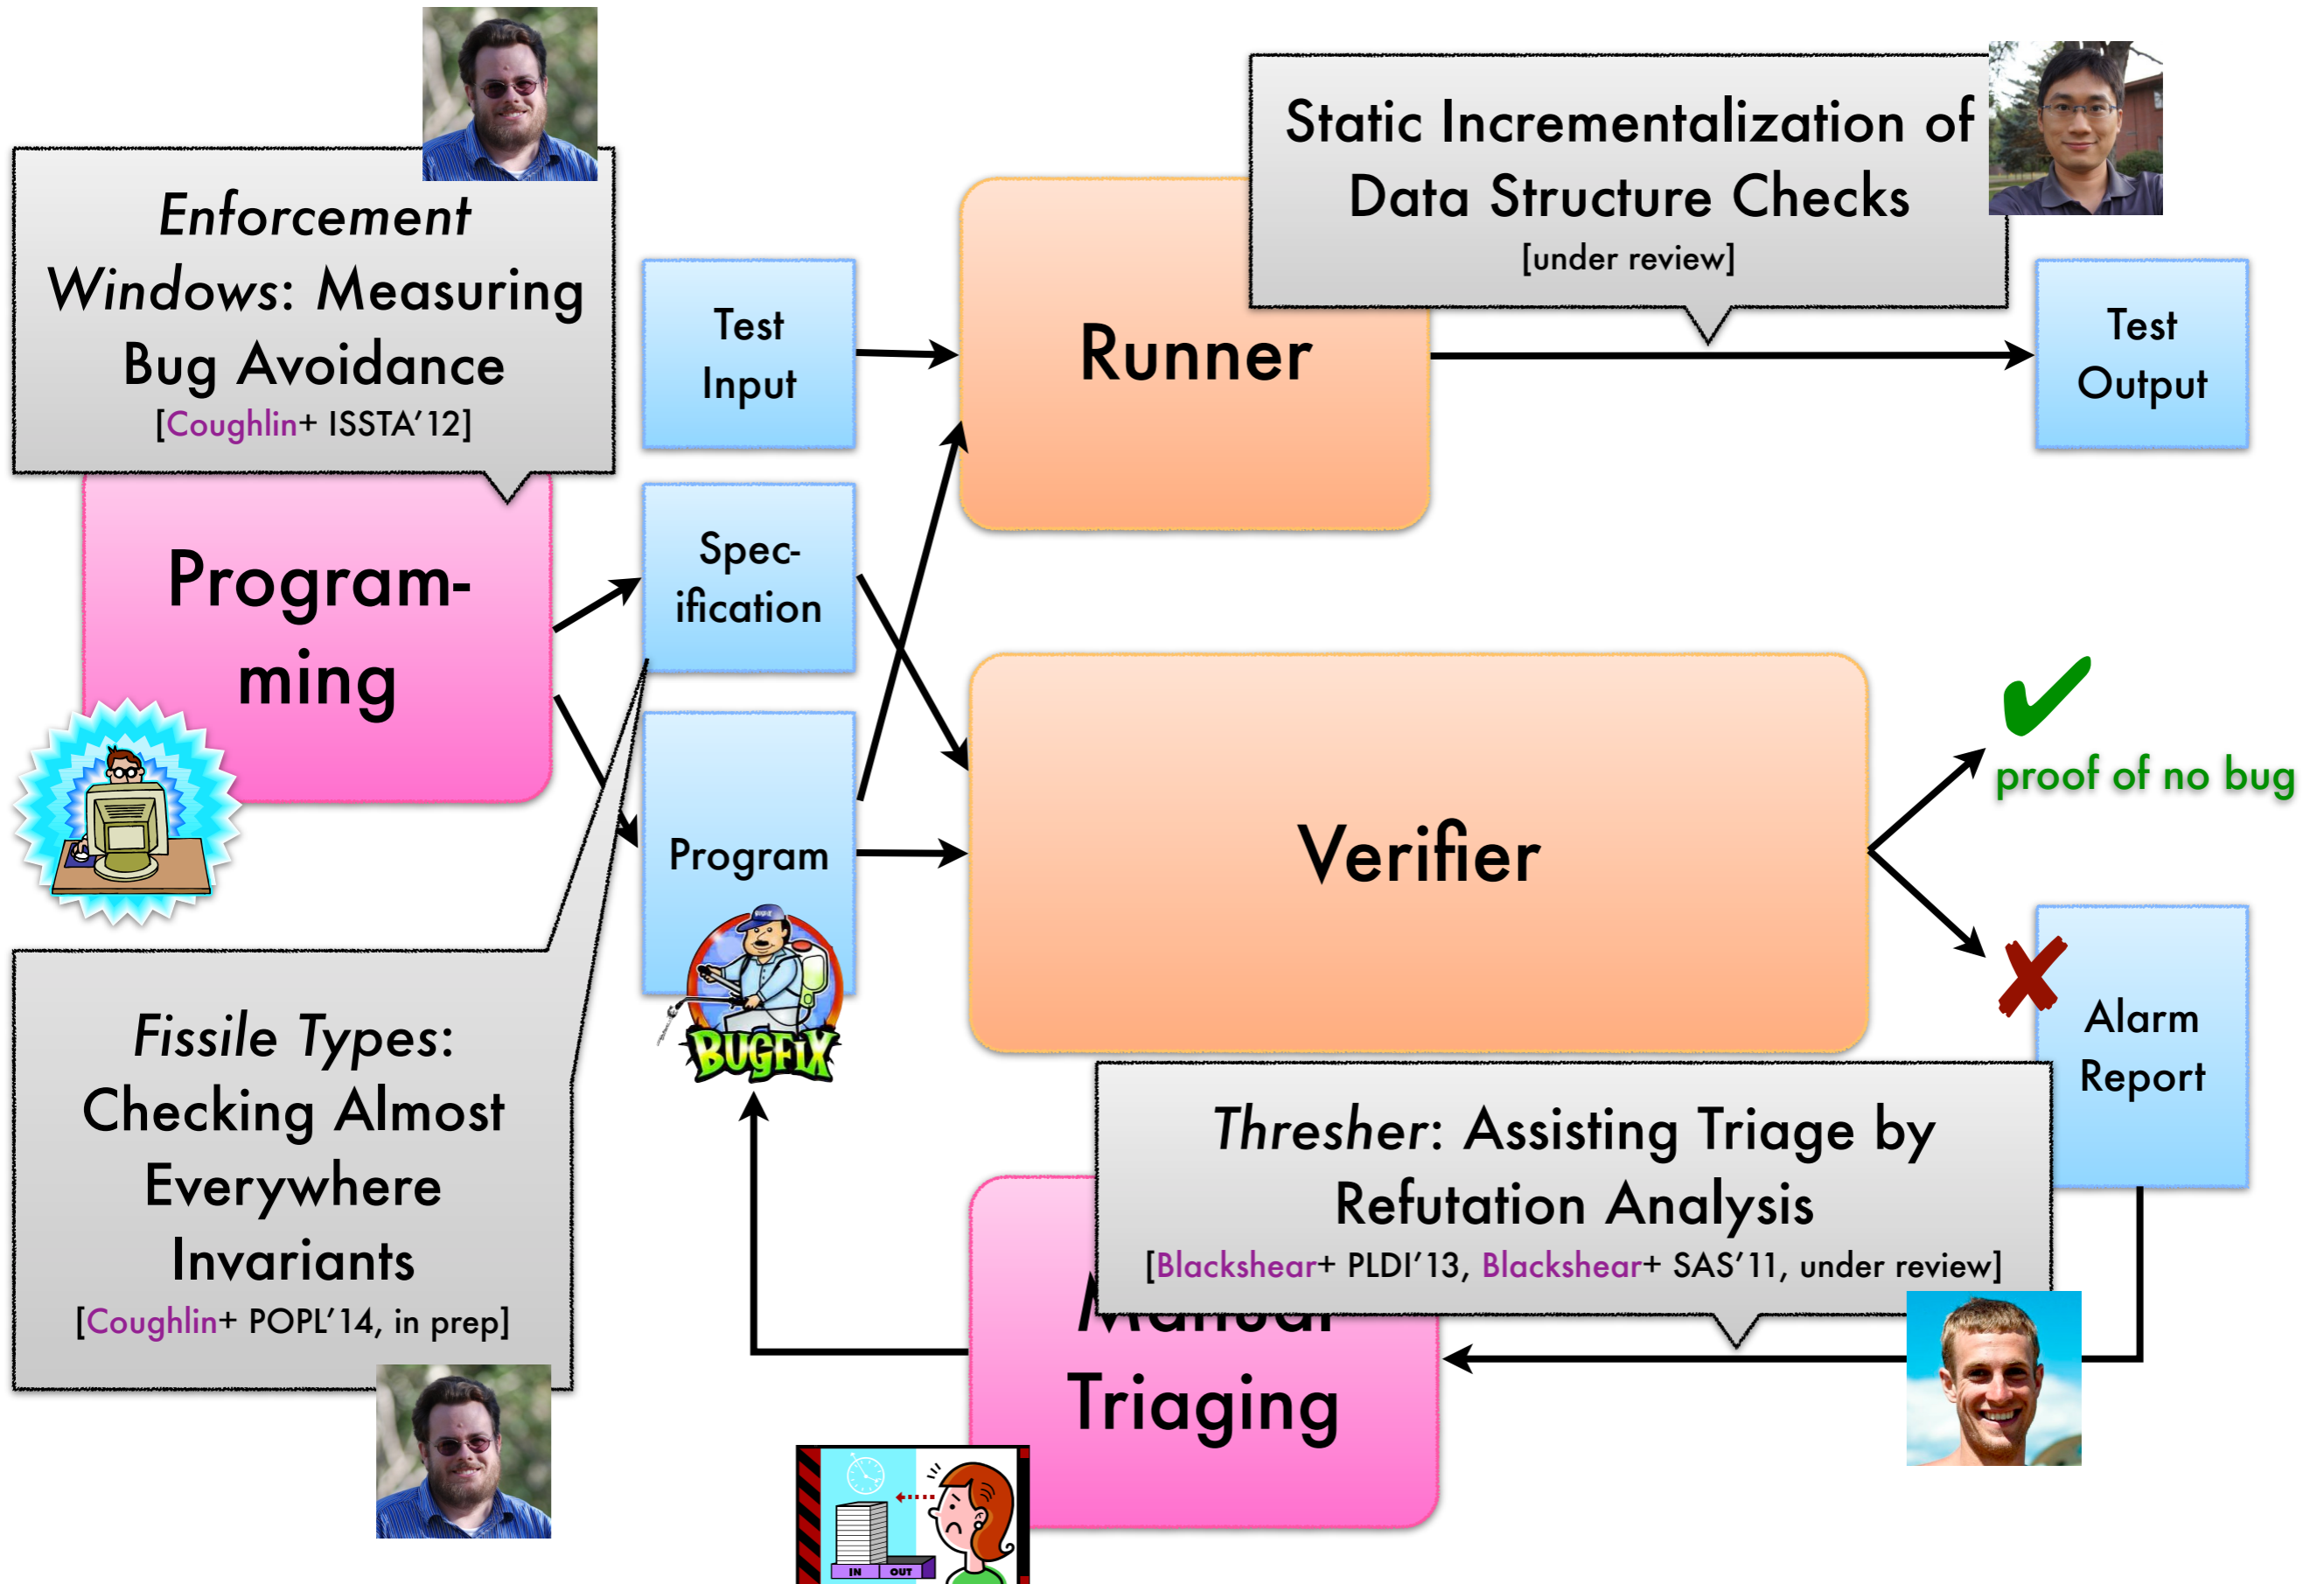 Enforcement
Windows: Measuring
Bug Avoidance
[Coughlin+ ISSTA'12]
Static Incrementalization of
Data Structure Checks
[under review]
Test
Input
Runner
Test
Output
Program-
ming
Spec-
ification
Program
BUGFIX
Verifier
proof of no bug
Alarm
Report
Fissile Types:
Checking Almost
Everywhere
Invariants
[Coughlin+ POPL'14, in prep]
Thresher: Assisting Triage by
Refutation Analysis
[Blackshear+ PLDI'13, Blackshear+ SAS'11, under review]
Manual
Triaging
IN
OUT